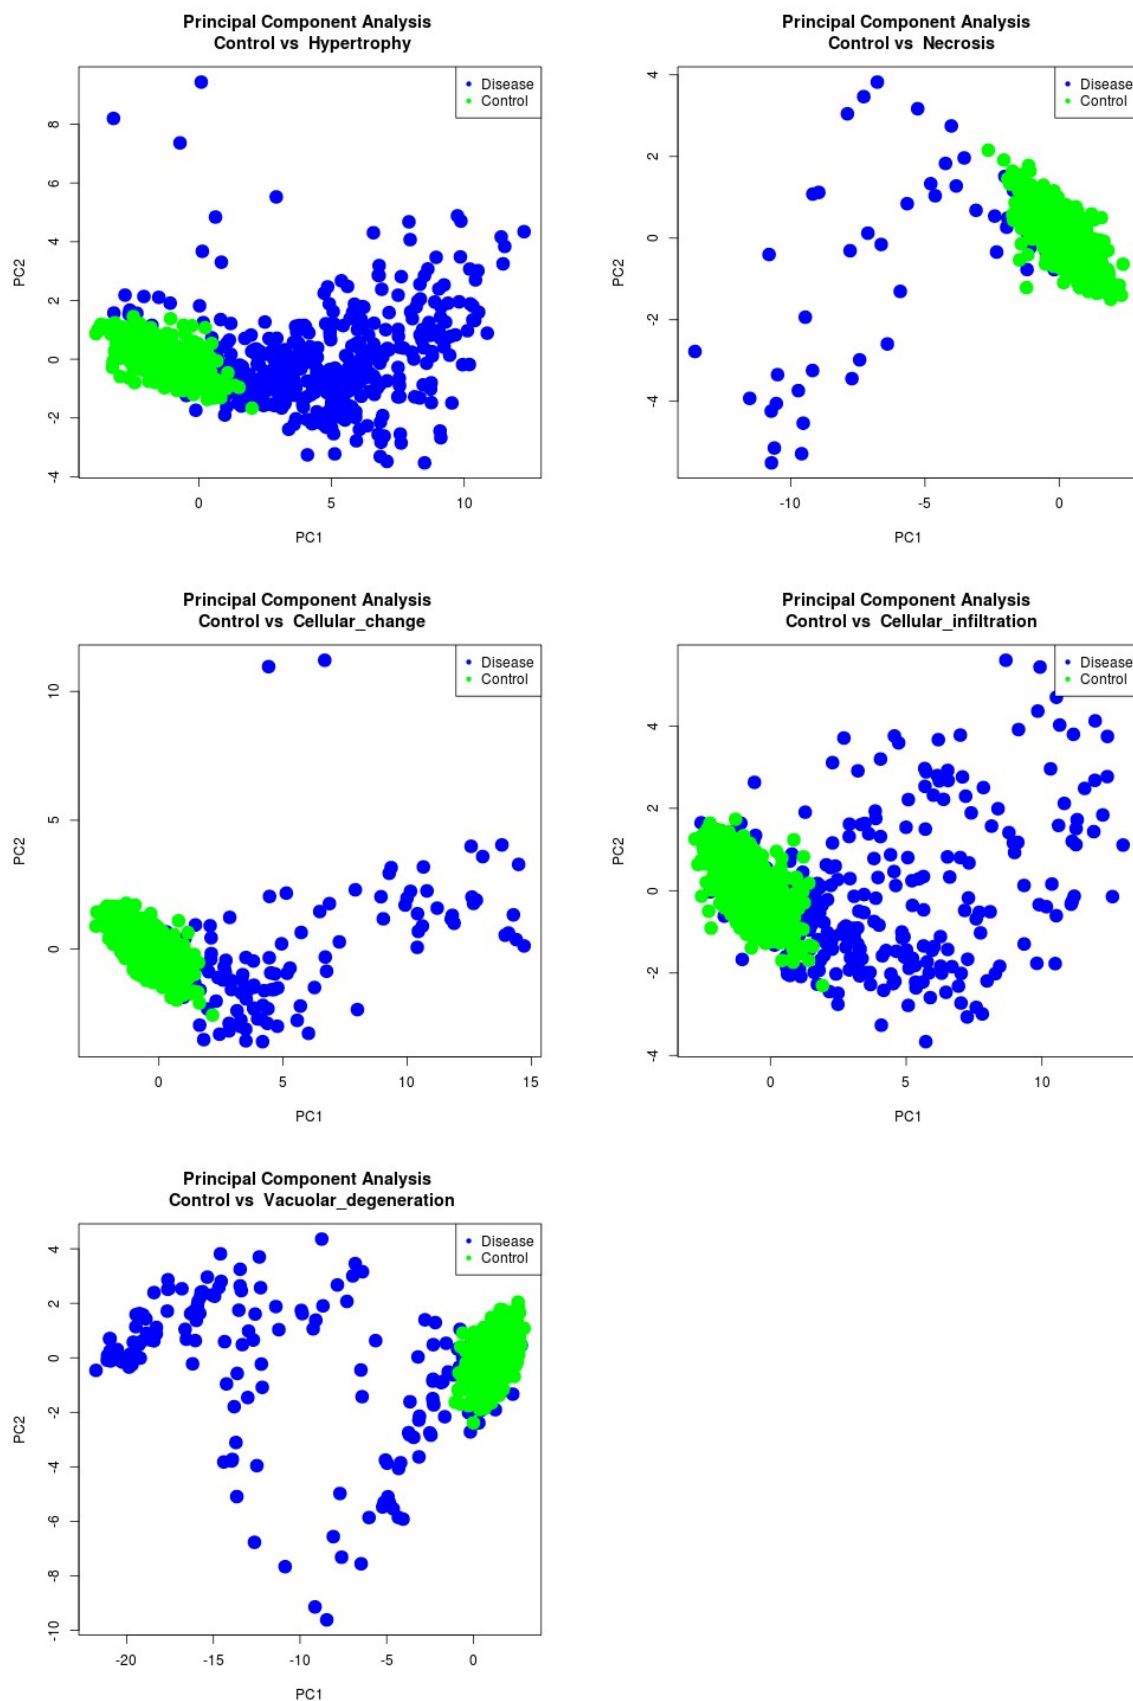 Principal Component Analysis
Control vs  Hypertrophy
Disease
Control
8
6
4
2
0
-2
-4
PC2
0
5
10
PC1
Principal Component Analysis
Control vs  Necrosis
Disease
Control
4
2
0
-2
-4
PC2
-10
-5
0
PC1
Principal Component Analysis
Control vs  Cellular_change
Disease
Control
10
5
0
PC2
0
5
10
15
PC1
Principal Component Analysis
Control vs  Cellular_infiltration
Disease
Control
4
2
0
-2
-4
PC2
0
5
10
PC1
Principal Component Analysis
Control vs  Vacuolar_degeneration
Disease
Control
4
2
0
-2
-4
-6
-8
-10
PC2
-20
-15
-10
-5
0
PC1